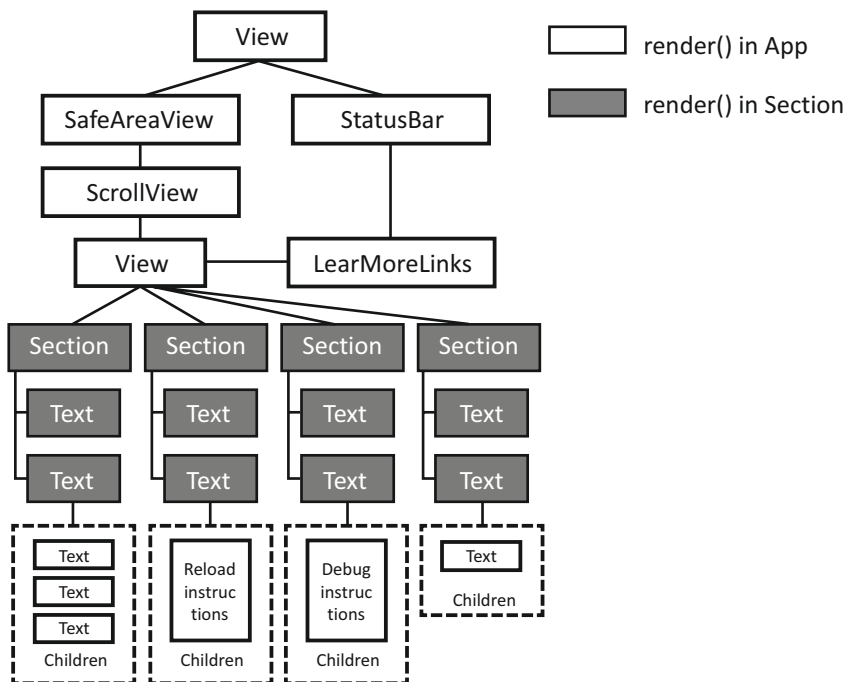 View
render() in App
render() in Section
SafeAreaView
StatusBar
ScrollView
View
LearMoreLinks
Section
Section
Section
Section
Text
Text
Text
Text
Text
Text
Text
Text
Text
Text
Text
Children
Reload
instruc
tions
Children
Debug
instruc
tions
Children
Text
Children